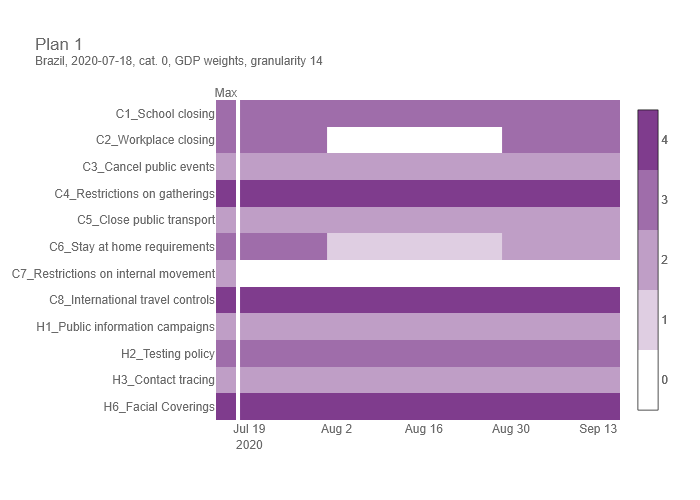 Plan 1
Brazil, 2020-07-18, cat. 0, GDP weights, granularity 14
Max
C1_School closing
C2_Workplace closing
C3_Cancel public events
C4_Restrictions on gatherings
C5_Close public transport
C6_Stay at home requirements
C7_Restrictions on internal movement
C8_International travel controls
H1_Public information campaigns
H2_Testing policy
H3_Contact tracing
H6_Facial Coverings
4
3
2
1
0
Jul 19 Aug 2 Aug 16 Aug 30 Sep 13
2020